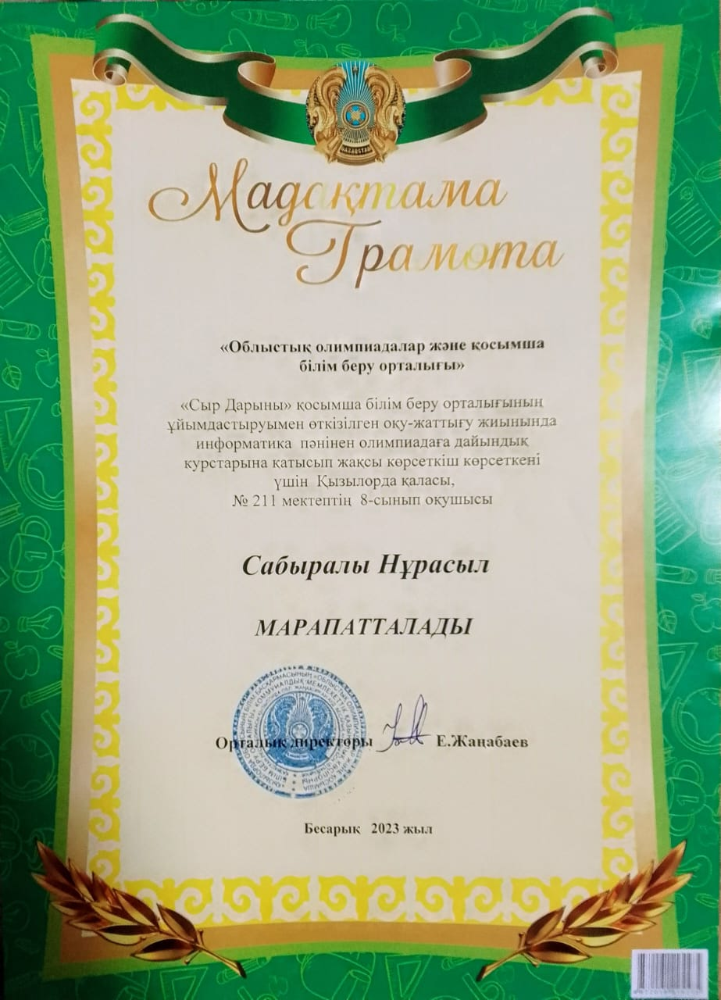 QAZAQSTAN
Мадақтама
Грамота
«Облыстық олимпиадалар және қосымша
білім беру орталығы»
«Сыр Дарыны» қосымша білім беру орталығының
ұйымдастыруымен өткізілген оқу-жаттығу жиынында
информатика пәнінен олимпиадаға дайындық
курстарына қатысып жақсы көрсеткіш көрсеткені
үшін Қызылорда қаласы,
№ 211 мектептің 8-сынып оқушысы
Сабыралы Нұрасыл
МАРАПАТТАЛАДЫ
Орталық директоры Е.Жаңабаев
Бесарық 2023 жыл